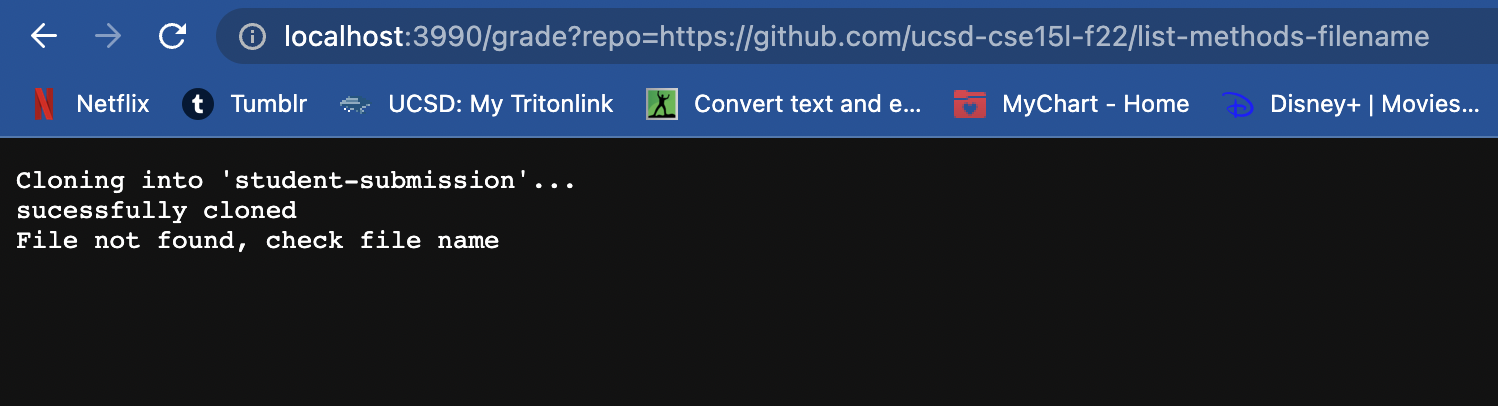 localhost:3990/grade?repo=https://github.com/ucsd-cse15l-f22/list-methods-filename
Netflix t Tumblr UCSD: My Tritonlink Convert text and e... MyChart - Home Disney+ | Movies...
Cloning into 'student-submission'...
sucessfully cloned
File not found, check file name